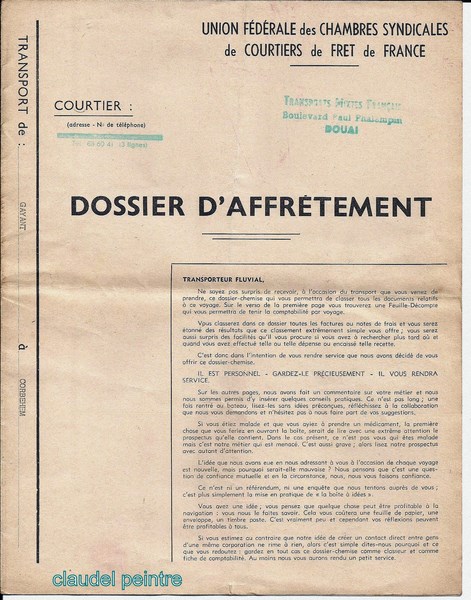 UNION FÉDÉRALE des CHAMBRES SYNDICALES
de COURTIERS de FRET de FRANCE
TRANSPORT de :
GAYANT
à
CORBEHEM
COURTIER :
(adresse - No de téléphone)
TRANSPORTS MIXTES FRANÇAIS
Boulevard Paul
DOUAI
DOSSIER D'AFFRÈTEMENT
TRANSPORTEUR FLUVIAL,
Ne soyez pas surpris de recevoir, à l'occasion du transport que vous venez de
prendre, ce dossier-chemise qui vous permettra de classer tous les documents relatifs
à ce voyage. Sur le verso de la première page vous trouverez une Feuille-Décompte
qui vous permettra de tenir la comptabilité par voyage.
Vous classerez dans ce dossier toutes les factures ou notes de frais et vous serez
étonné des résultats que ce classement extrêmement simple vous offre ; vous serez
aussi surpris des facilités qu'il vous procure si vous avez à rechercher plus tard où et
quand vous avez effectué telle ou telle dépense ou encaissé telle recette.
C'est donc dans l'intention de vous rendre service que nous avons décidé de vous
offrir ce dossier-chemise.
IL EST PERSONNEL - GARDEZ-LE PRÉCIEUSEMENT - IL VOUS RENDRA
SERVICE.
Sur les autres pages, nous avons fait un commentaire sur votre métier et nous
nous sommes permis d'y insérer quelques conseils pratiques. Ce n'est pas long ; une
fois rentré au bateau, lisez-les sans idées préconçues, réfléchissez à la collaboration
que nous vous demandons et n'hésitez pas à nous faire part de vos suggestions.
Si vous étiez malade et que vous ayiez à prendre un médicament, la première
chose que vous feriez en ouvrant la boîte, serait de lire avec une extrême attention le
prospectus qu'elle contient. Dans le cas présent, ce n'est pas vous qui êtes malade
mais c'est notre métier qui est menacé. C'est aussi grave ; alors lisez notre prospectus
avec autant d'attention.
L'idée que nous avons eue en nous adressant à vous à l'occasion de chaque voyage
est nouvelle, mais pourquoi serait-elle mauvaise ? Nous pensons que c'est une question
de confiance mutuelle et en la circonstance, nous, nous vous faisons confiance.
Ce n'est ni un référendum, ni une enquête que nous tentons auprès de vous ;
c'est plus simplement la mise en pratique de « la boîte à idées ».
Vous avez une idée ; vous pensez que quelque chose peut être profitable à la
navigation : vous nous le faites savoir. Cela vous coûtera une feuille de papier, une
enveloppe, un timbre poste. C'est vraiment peu et cependant vos réflexions peuvent
être profitables à tous.
Si vous estimez au contraire que notre idée de créer un contact direct entre gens
d'une même corporation ne rime à rien, alors c'est simple dites-nous pourquoi et ce
que vous redoutez : gardez en tout cas ce dossier-chemise comme classeur et comme
fiche de comptabilité. Au moins nous vous aurons rendu un petit service.
claudel peintre